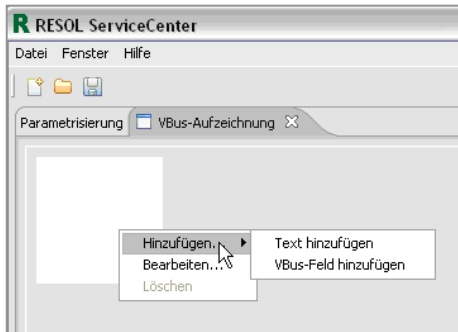 RESOL ServiceCenter
Datei Fenster Hilfe
Parametrisierung VBus-Aufzeichnung
Hinzufügen... Text hinzufügen
Bearbeiten... VBus-Feld hinzufügen
Löschen